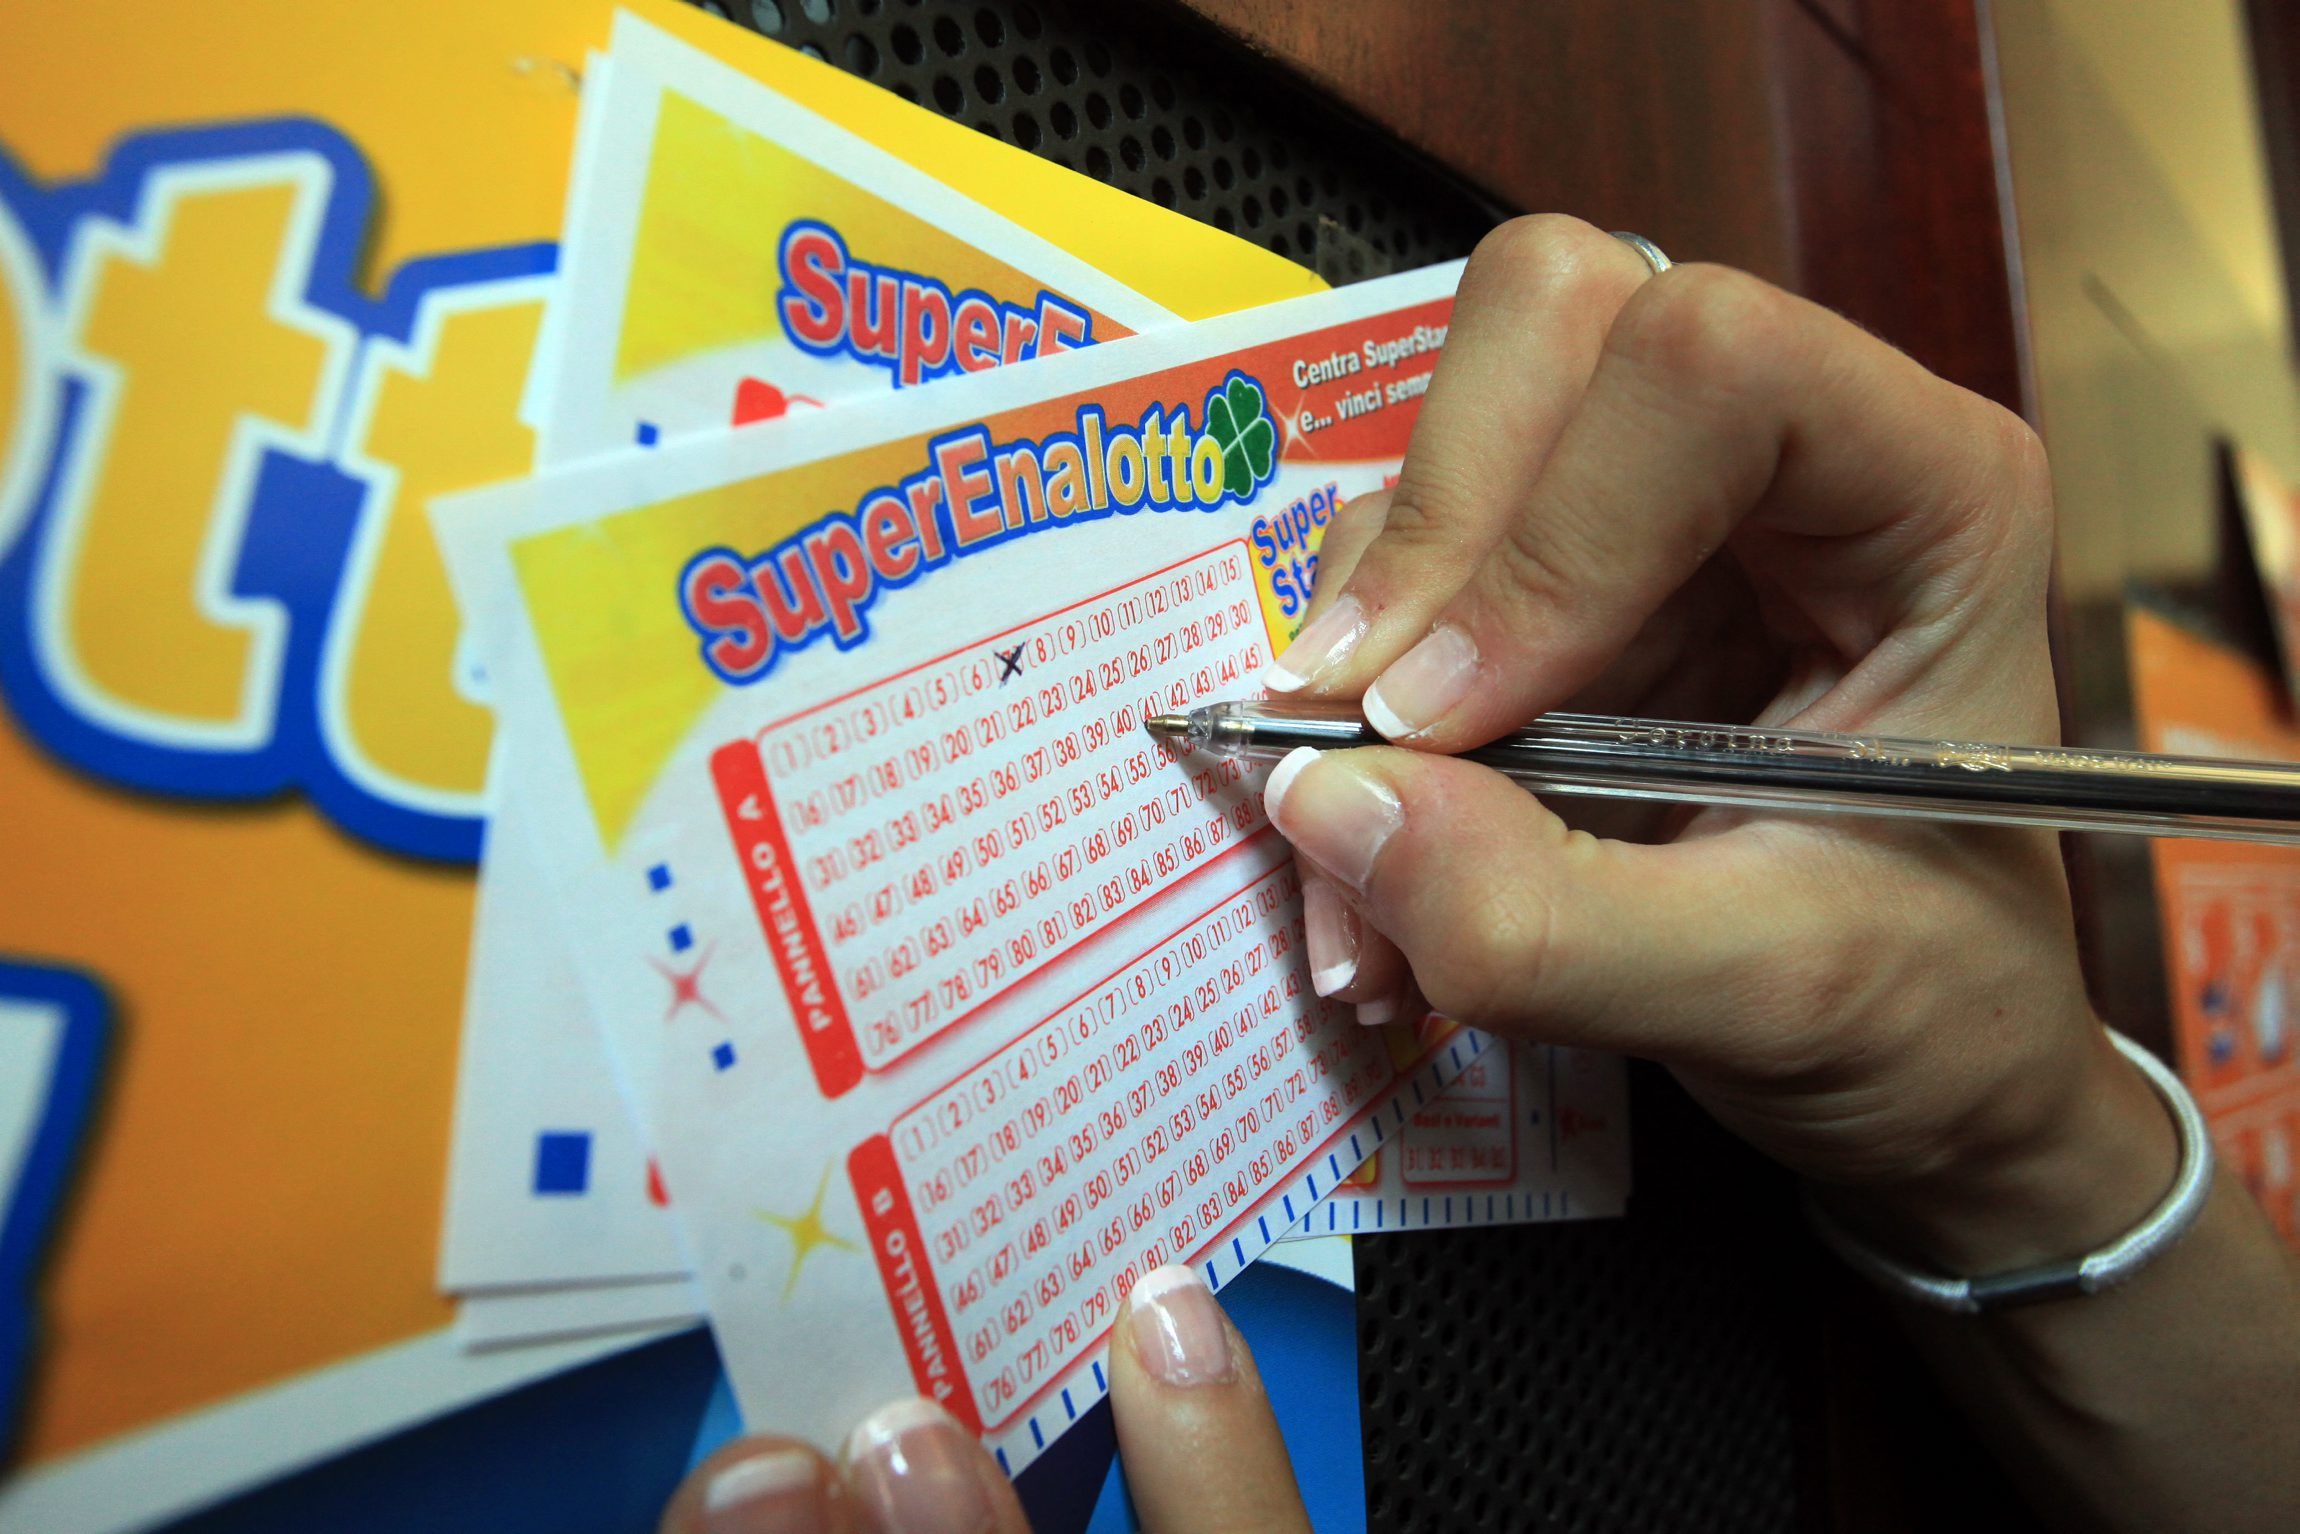 ott
SuperE
SuperEnalotto
Centra SuperStar
e... vinci
Super
PANNELLO A
1 2 3 4 5 6 8 9 10 11 12 13 14 15
16 17 18 19 20 21 22 23 24 25 26 27 28 29 30
31 32 33 34 35 36 37 38 39 40 41 42 43 44 45
46 47 48 49 50 51 52 53 54 55 56
61 62 63 64 65 66 67 68 69 70 71 72 73
76 77 78 79 80 81 82 83 84 85 86 87 88
PANNELLO B
1 2 3 4 5 6 7 8 9 10 11 12 13
16 17 18 19 20 21 22 23 24 25 26 27 28
31 32 33 34 35 36 37 38 39 40 41 42 43
46 47 48 49 50 51 52 53 54 55 56 57 58
61 62 63 64 65 66 67 68 69 70 71 72 73 74
76 77 78 79 80 81 82 83 84 85 86 87 88 89 90
Basi e Varianti